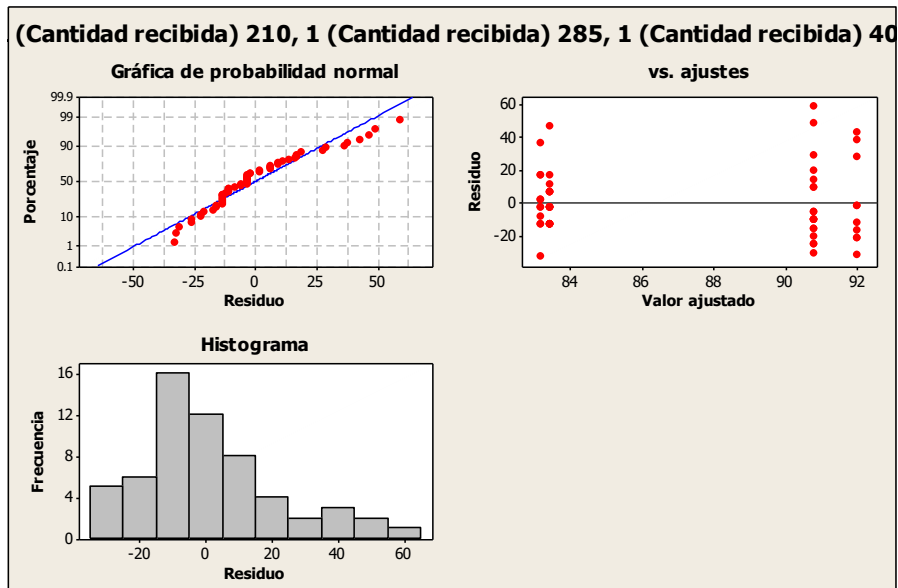 (Cantidad recibida) 210, 1 (Cantidad recibida) 285, 1 (Cantidad recibida) 40
Gráfica de probabilidad normal
99.9
99
90
50
10
1
0.1
Porcentaje
-50 -25 0 25 50
Residuo
vs. ajustes
60
40
20
0
-20
Residuo
84 86 88 90 92
Valor ajustado
Histograma
16
12
8
4
0
Frecuencia
-20 0 20 40 60
Residuo